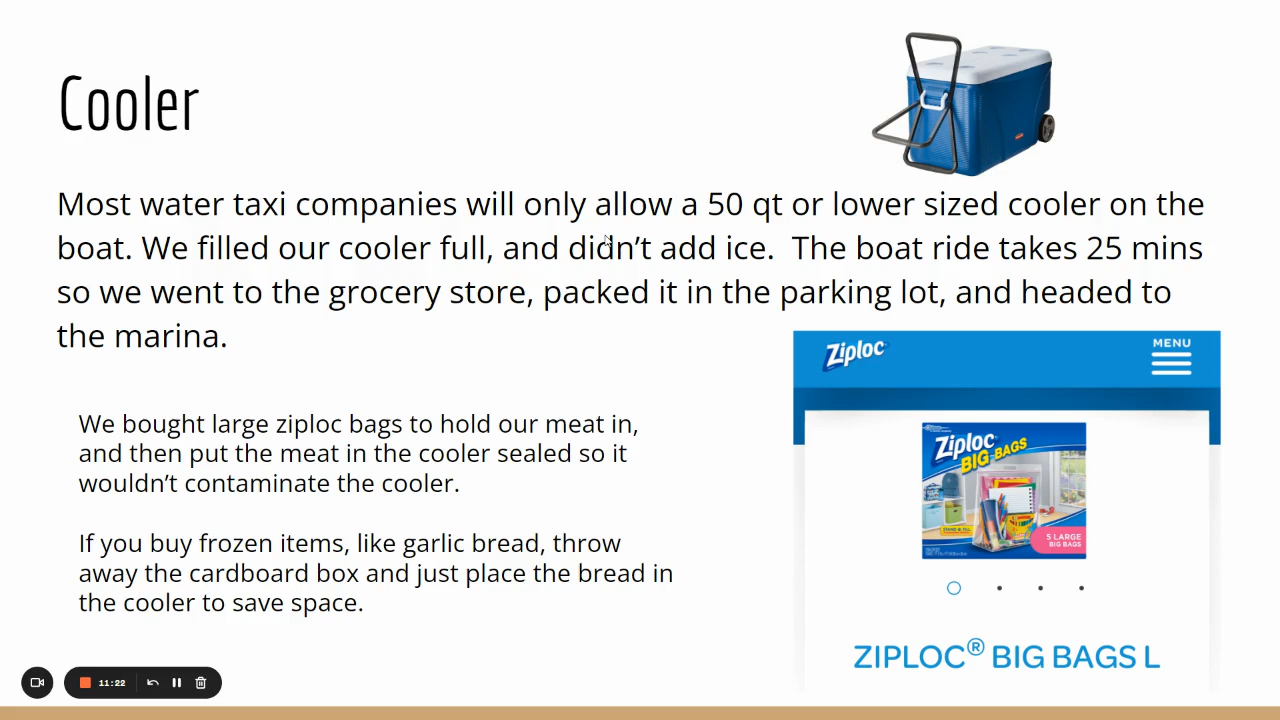 Cooler
Most water taxi companies will only allow a 50 qt or lower sized cooler on the
boat. We filled our cooler full, and didn’t add ice.  The boat ride takes 25 mins
so we went to the grocery store, packed it in the parking lot, and headed to
the marina.
We bought large ziploc bags to hold our meat in,
and then put the meat in the cooler sealed so it
wouldn’t contaminate the cooler.
If you buy frozen items, like garlic bread, throw
away the cardboard box and just place the bread in
the cooler to save space.
Ziploc
MENU
Ziploc
BIG BAGS
5 LARGE
BIG BAGS
ZIPLOC® BIG BAGS L
11:22